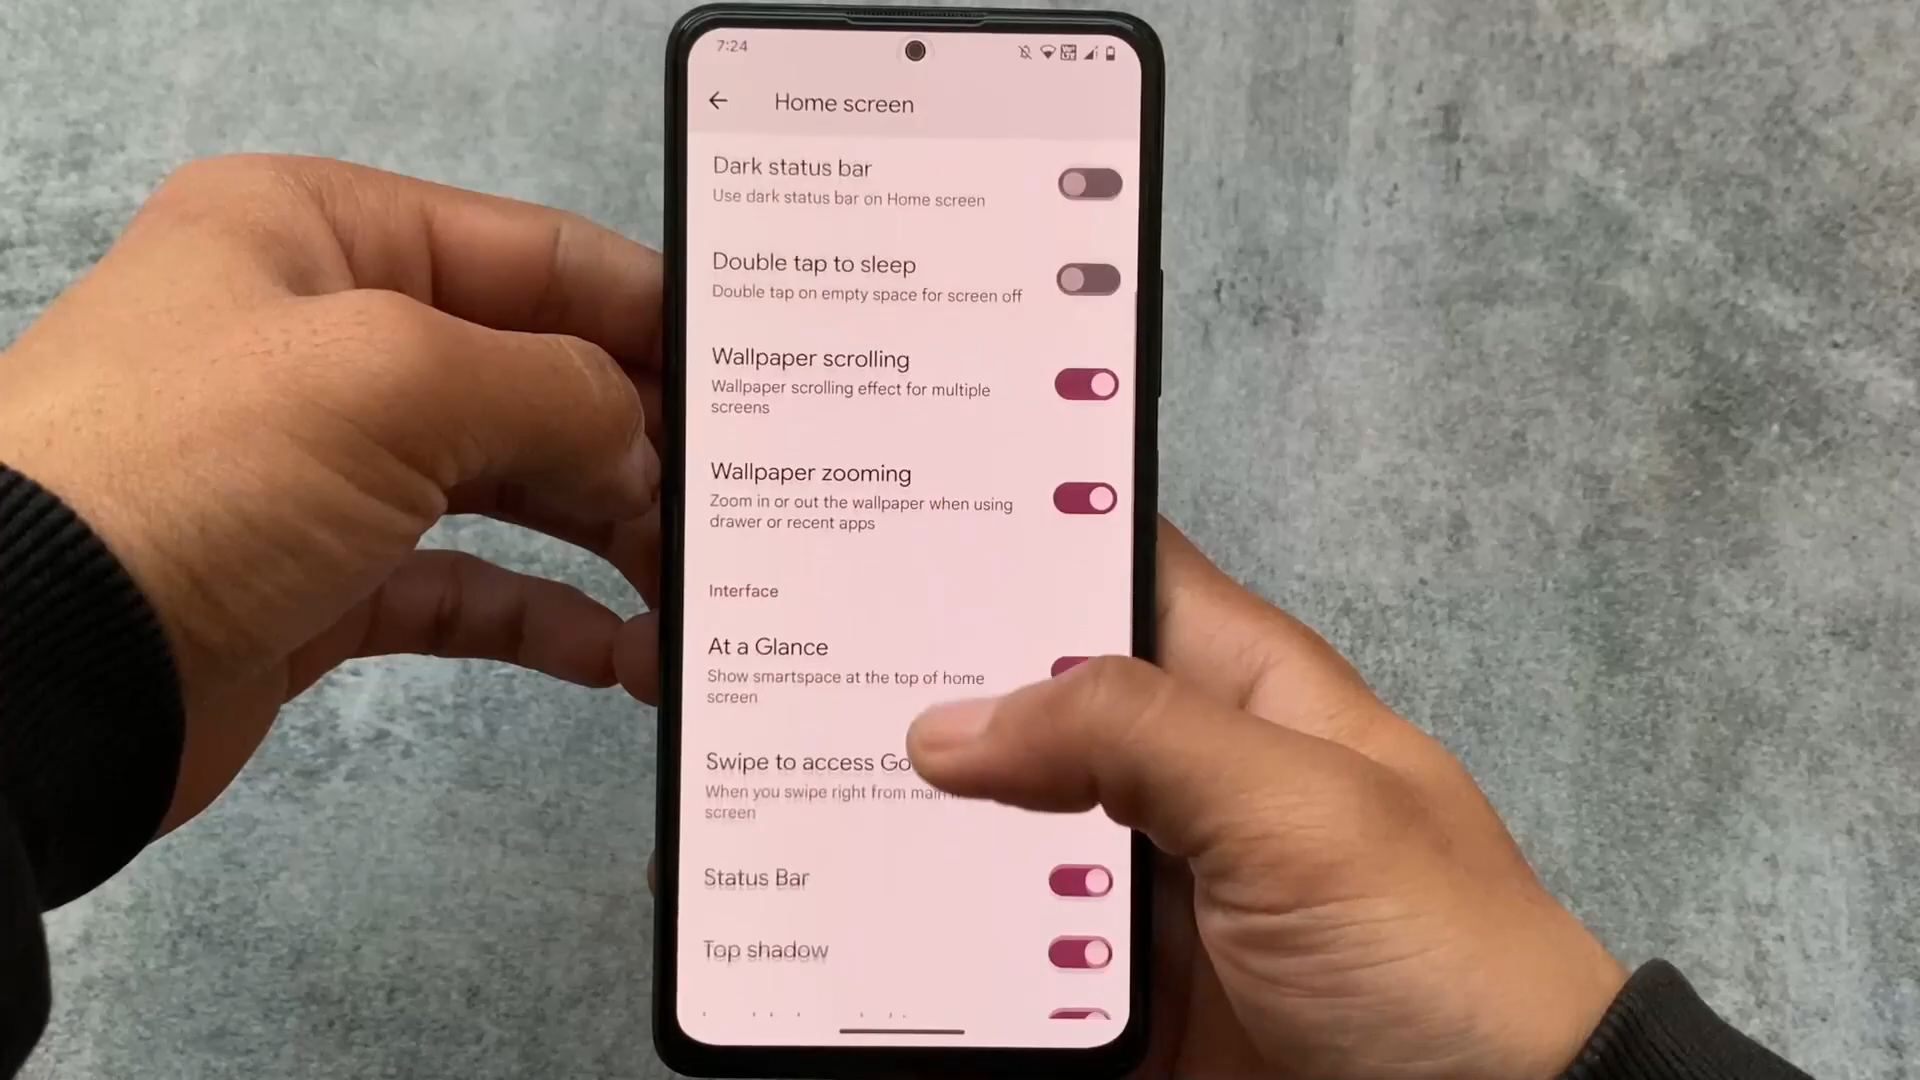 7:24
Home screen
Dark status bar
Use dark status bar on Home screen
Double tap to sleep
Double tap on empty space for screen off
Wallpaper scrolling
Wallpaper scrolling effect for multiple
screens
Wallpaper zooming
Zoom in or out the wallpaper when using
drawer or recent apps
Interface
At a Glance
Show smartspace at the top of home
screen
Swipe to access Go
When you swipe right from main
screen
Status Bar
Top shadow